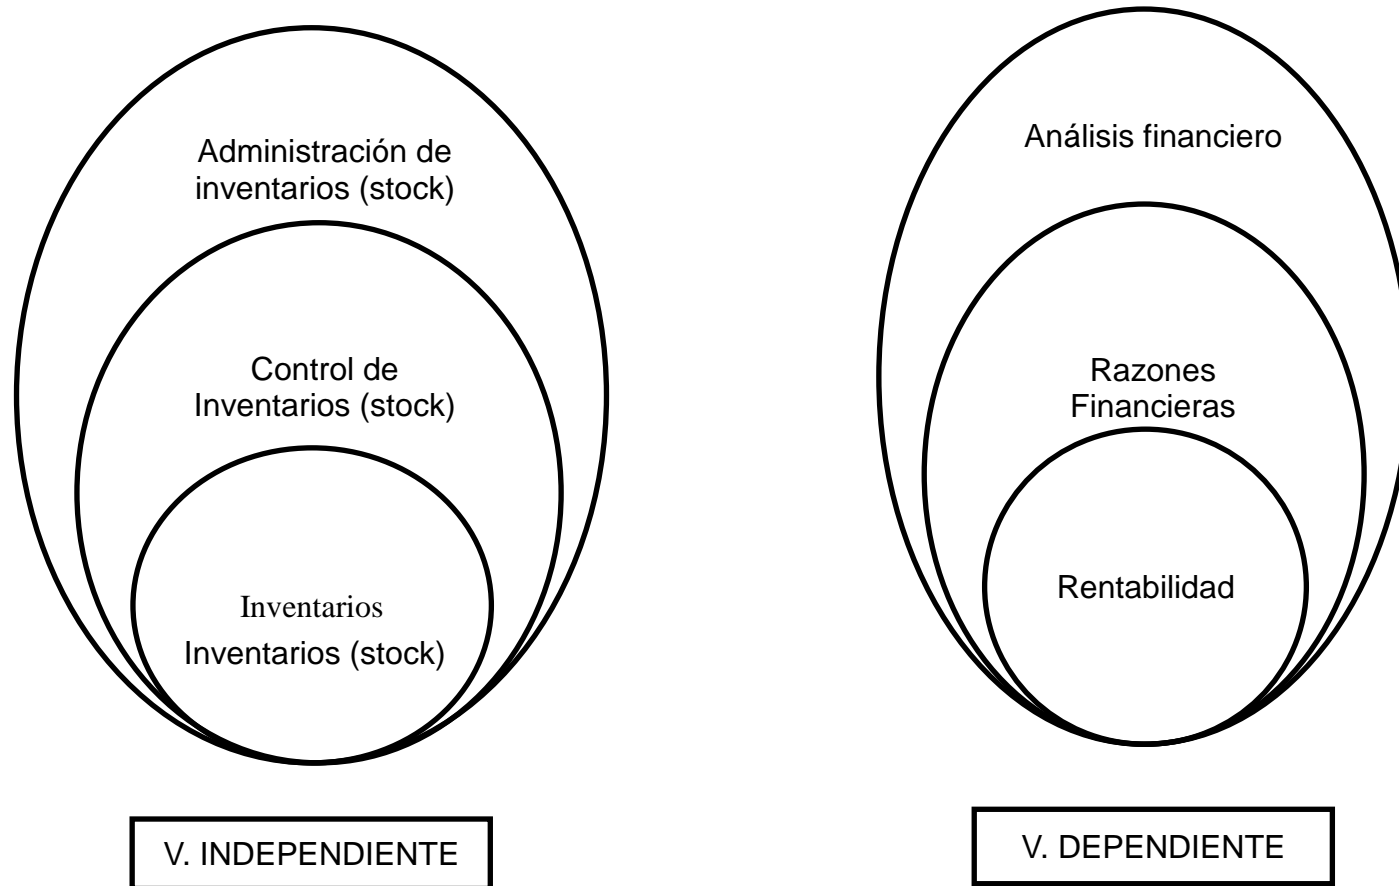 Administración de
inventarios (stock)
Control de
Inventarios (stock)
Inventarios
Inventarios (stock)
V. INDEPENDIENTE
Análisis financiero
Razones
Financieras
Rentabilidad
V. DEPENDIENTE